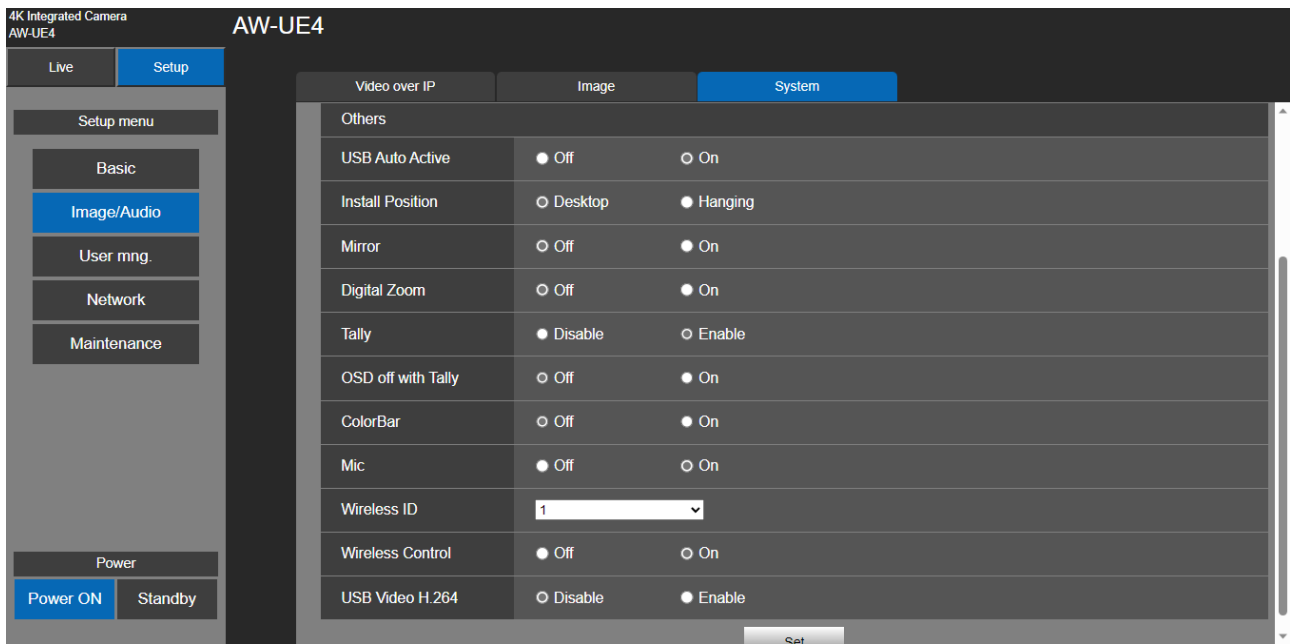 4K Integrated Camera
AW-UE4
AW-UE4
Live Setup
Video over IP Image System
Setup menu
Basic
Image/Audio
User mng.
Network
Maintenance
Power
Power ON Standby
Others
USB Auto Active Off On
Install Position Desktop Hanging
Mirror Off On
Digital Zoom Off On
Tally Disable Enable
OSD off with Tally Off On
ColorBar Off On
Mic Off On
Wireless ID 1
Wireless Control Off On
USB Video H.264 Disable Enable
Set